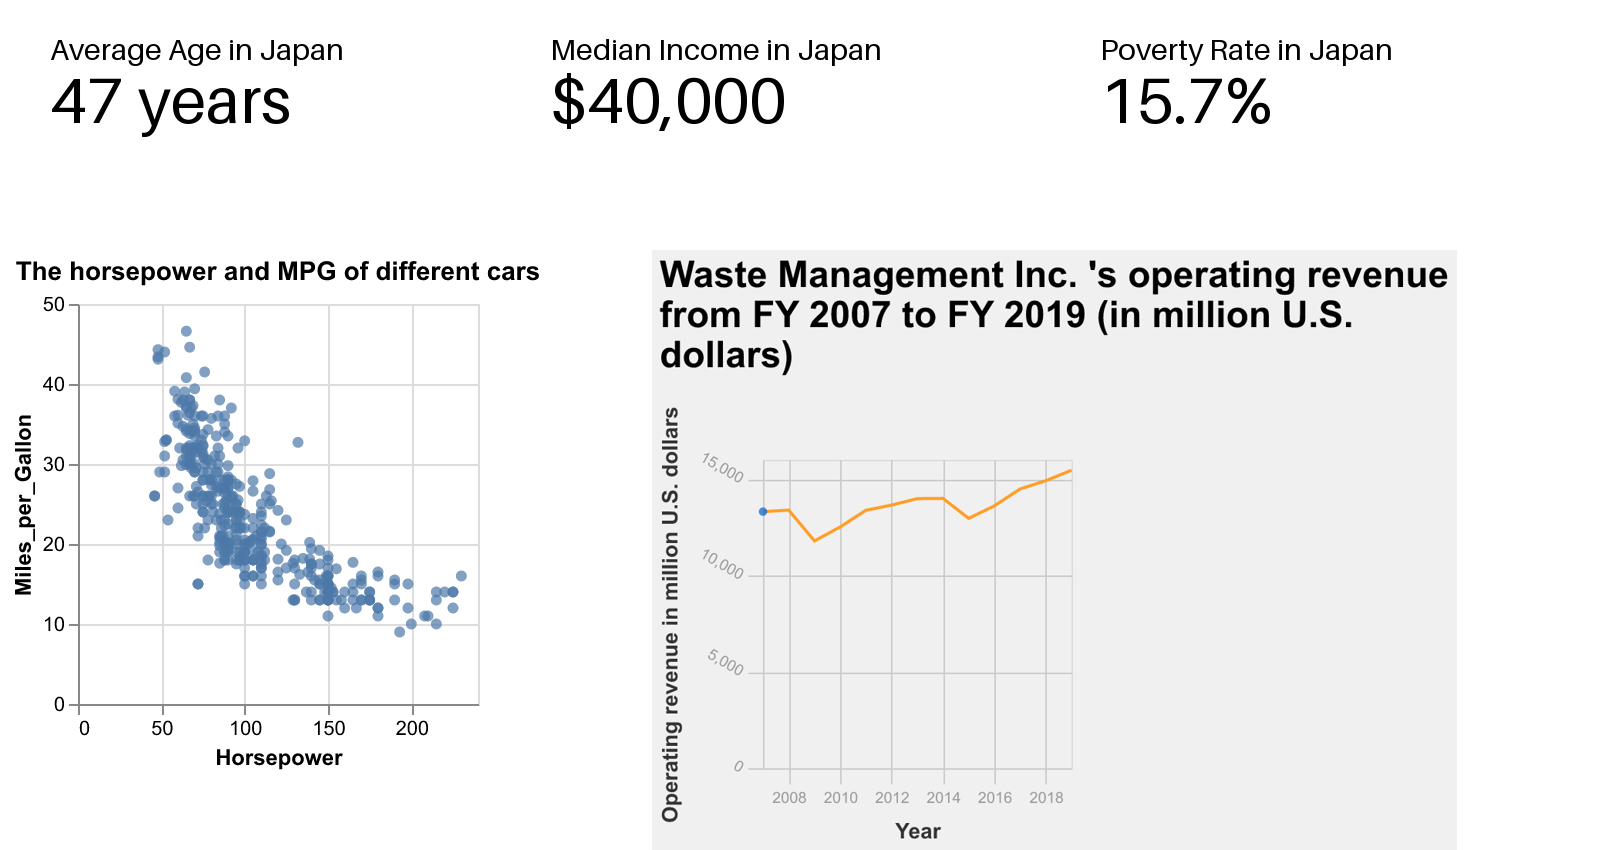 Average Age in Japan
47 years
Median Income in Japan
$40,000
Poverty Rate in Japan
15.7%
The horsepower and MPG of different cars
Miles_per_Gallon
50
40
30
20
10
0
0 50 100 150 200
Horsepower
Waste Management Inc. 's operating revenue
from FY 2007 to FY 2019 (in million U.S.
dollars)
Operating revenue in million U.S. dollars
15,000
10,000
5,000
0
2008 2010 2012 2014 2016 2018
Year